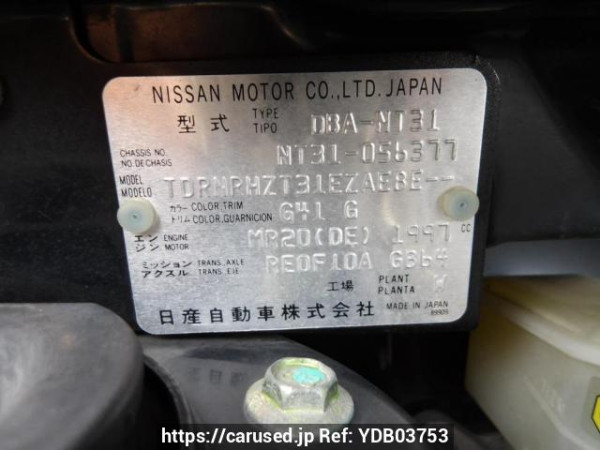 NISSAN MOTOR CO.,LTD. JAPAN
型式 TYPE TIPO DBA-NT31
CHASSIS NO. NO. DE CHASIS NT31-056377
MODEL MODELO TDRNRHZT31EZAE8E--
カラー COLOR, TRIM トリム COLOR, GUARNICION G41 G
エンジン ENGINE MOTOR MR20(DE) 1997 CC
ミッション TRANS., AXLE アクスル TRANS., EJE RE0F10A G364
工場 PLANT PLANTA W
日産自動車株式会社 MADE IN JAPAN
https://carused.jp Ref: YDB03753